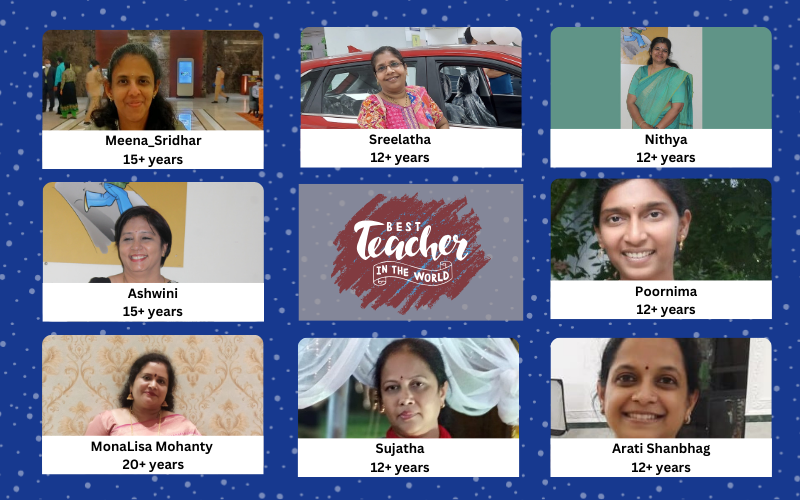 Meena_Sridhar
15+ years
Sreelatha
12+ years
Nithya
12+ years
Ashwini
15+ years
BEST
Teacher
IN THE WORLD
Poornima
12+ years
MonaLisa Mohanty
20+ years
Sujatha
12+ years
Arati Shanbhag
12+ years